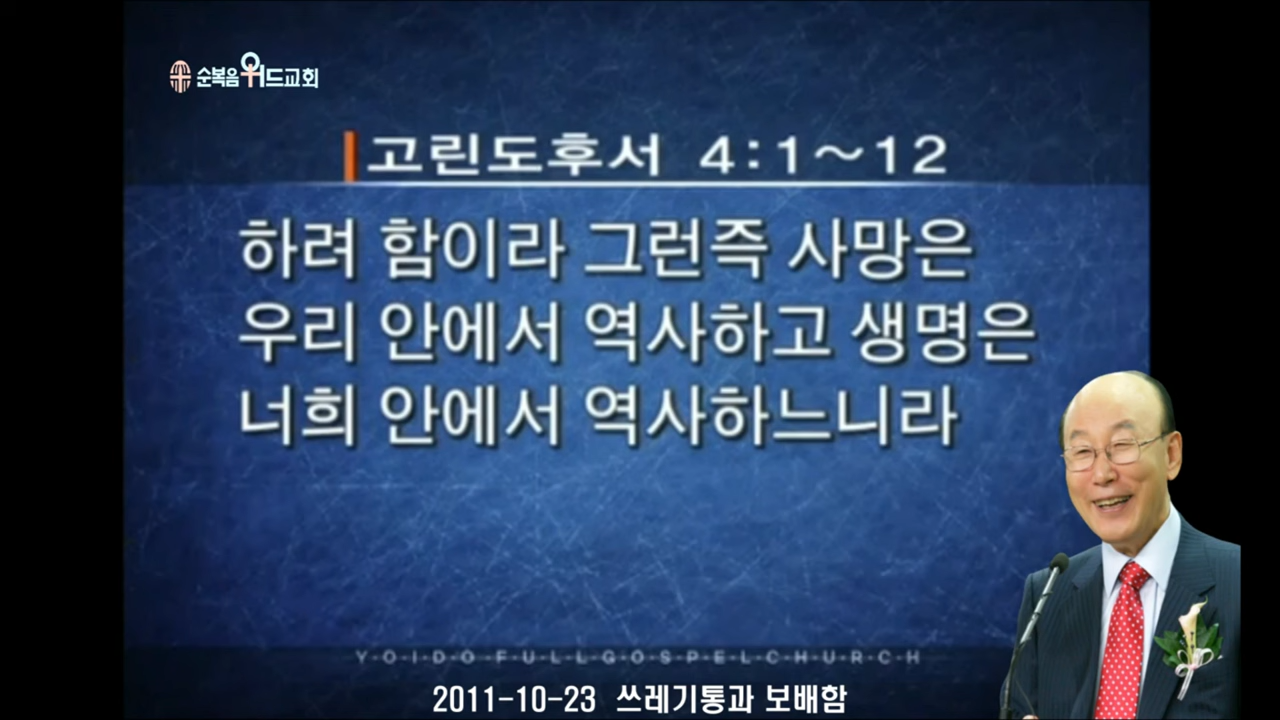 순복음워드교회
고린도후서 4:1~12
하려 함이라 그런즉 사망은
우리 안에서 역사하고 생명은
너희 안에서 역사하느니라
Y·O·I·D·O·F·U·L·L·G·O·S·P·E·L·C·H·U·R·C·H
2011-10-23 쓰레기통과 보배함